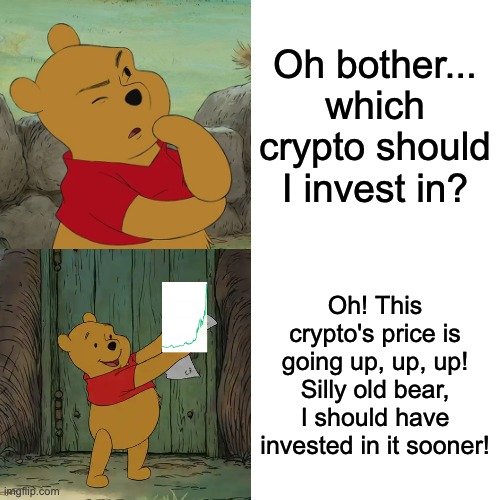 Oh bother...
which
crypto should
I invest in?
Oh! This
crypto's price is
going up, up, up!
Silly old bear,
I should have
invested in it sooner!
imgflip.com